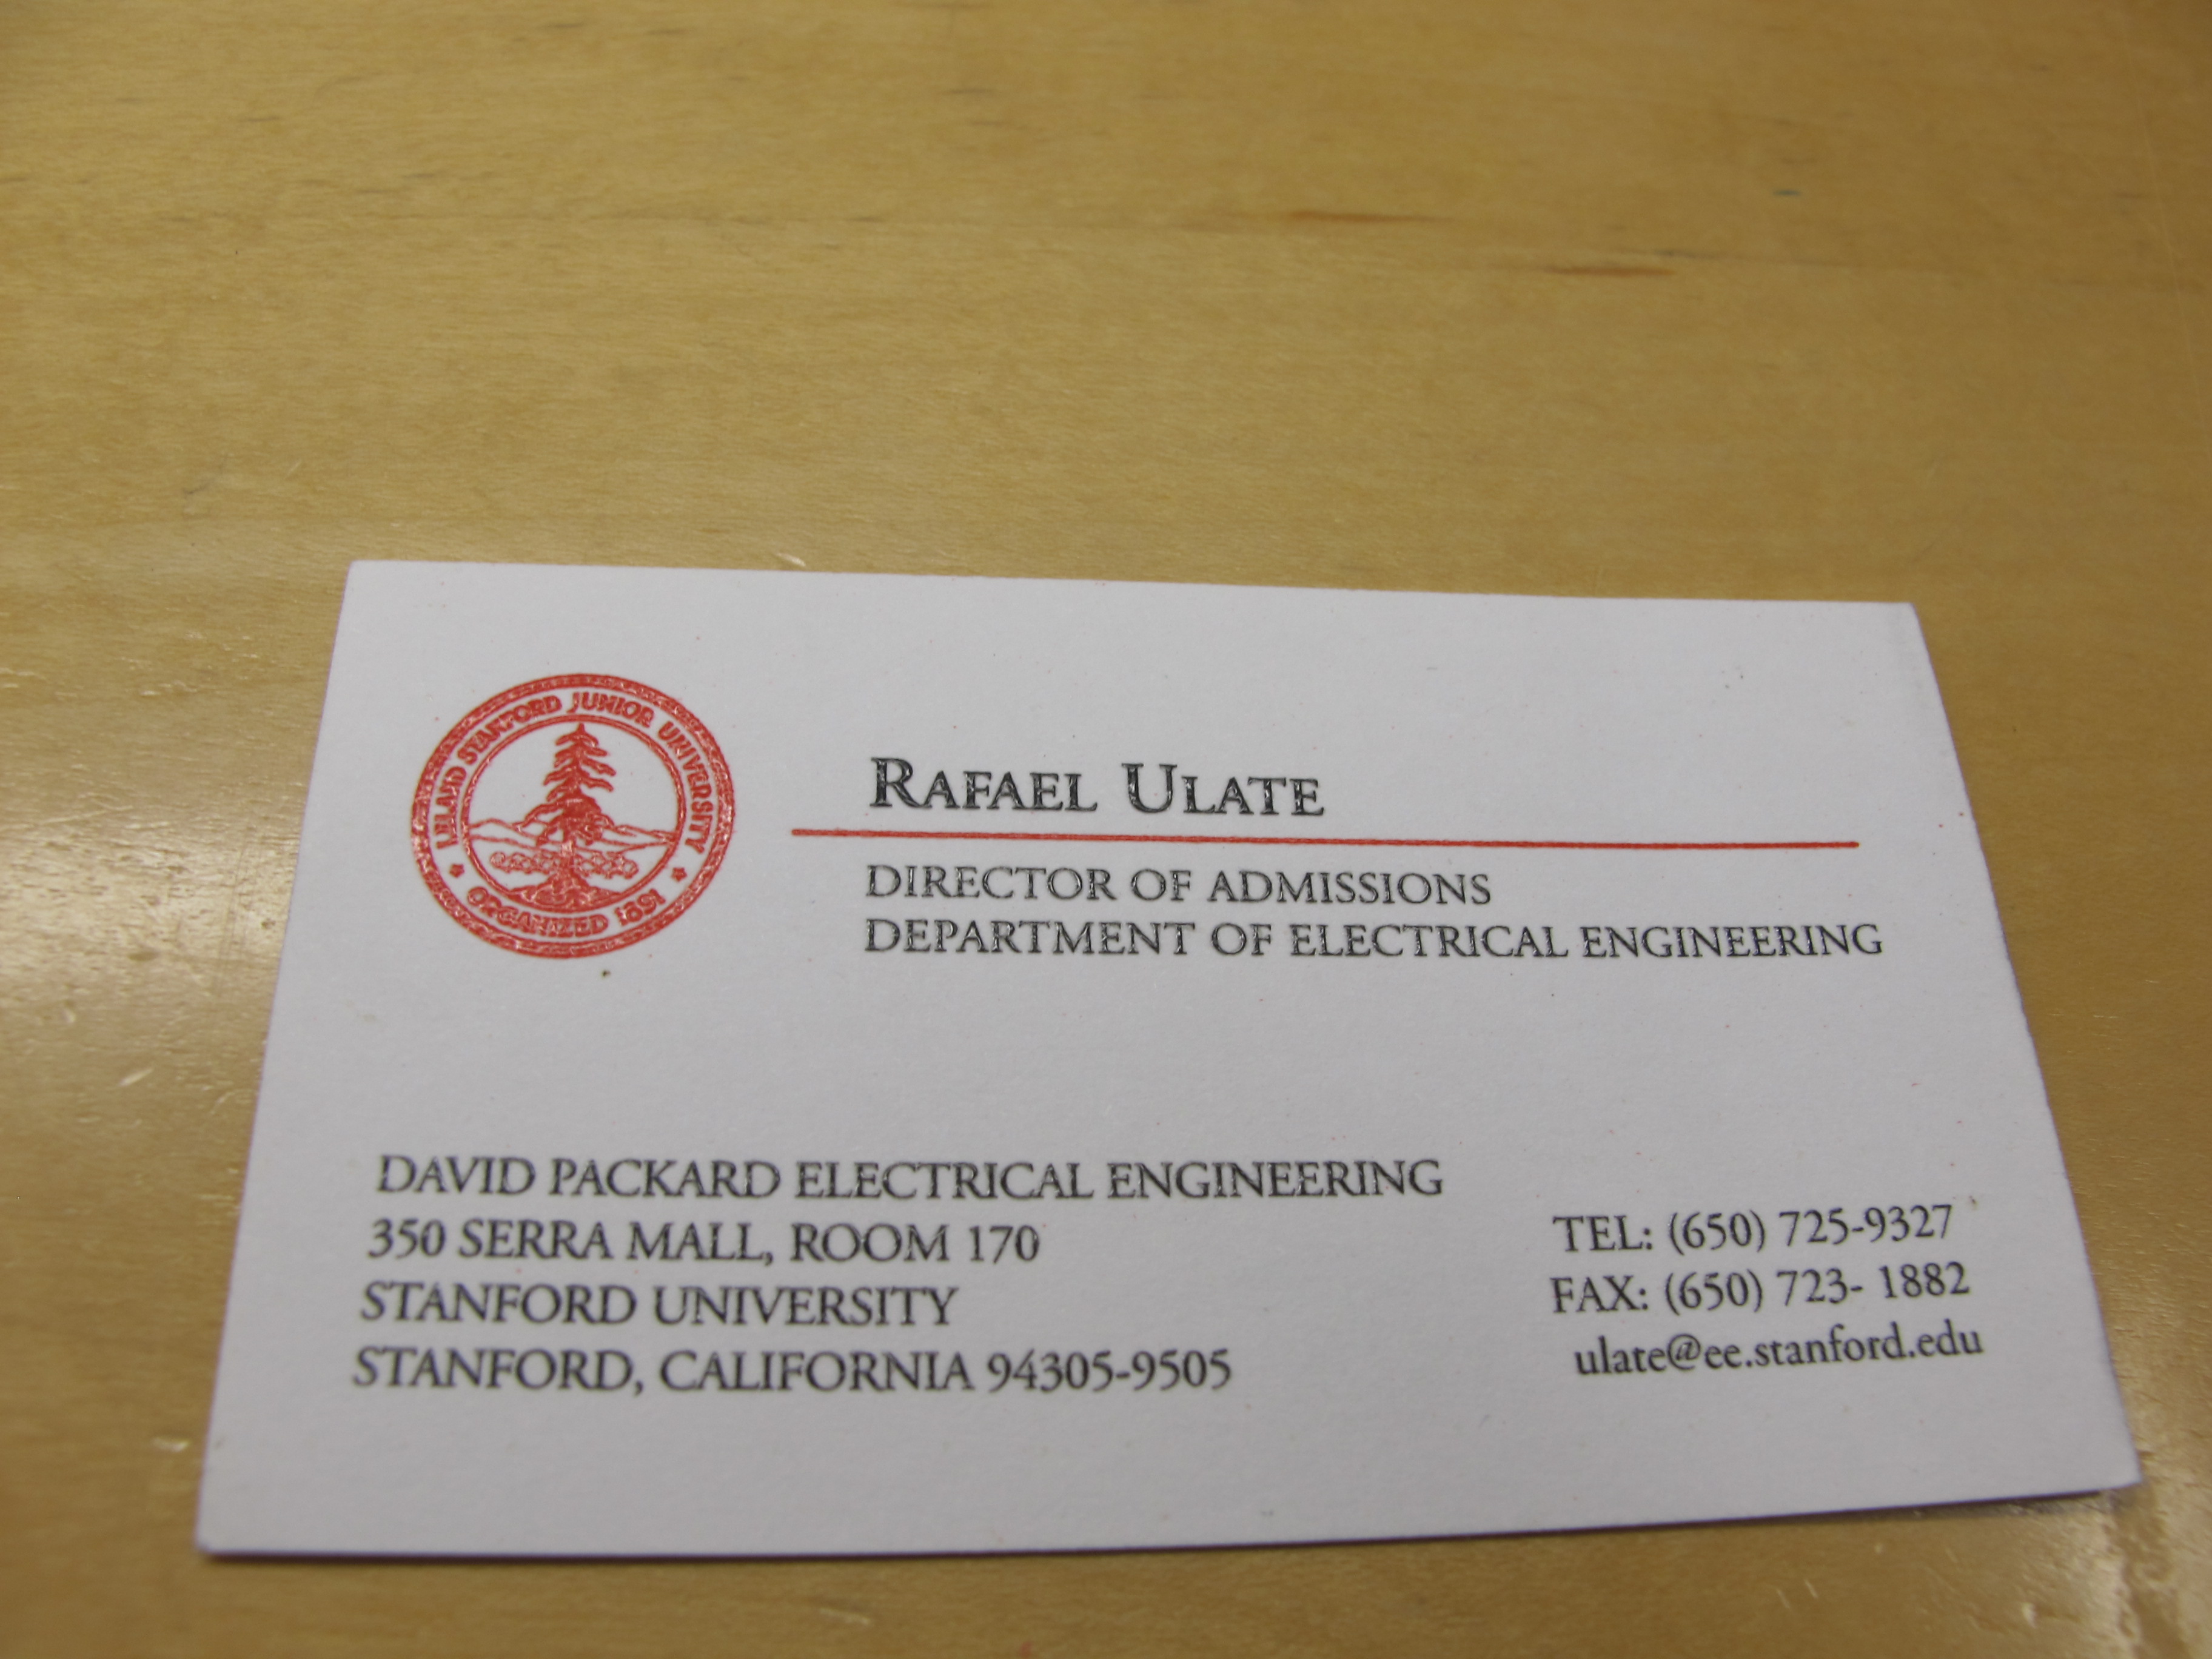 LELAND STANFORD JUNIOR UNIVERSITY
ORGANIZED 1891
RAFAEL ULATE
DIRECTOR OF ADMISSIONS
DEPARTMENT OF ELECTRICAL ENGINEERING
DAVID PACKARD ELECTRICAL ENGINEERING
350 SERRA MALL, ROOM 170
STANFORD UNIVERSITY
STANFORD, CALIFORNIA 94305-9505
TEL: (650) 725-9327
FAX: (650) 723- 1882
ulate@ee.stanford.edu